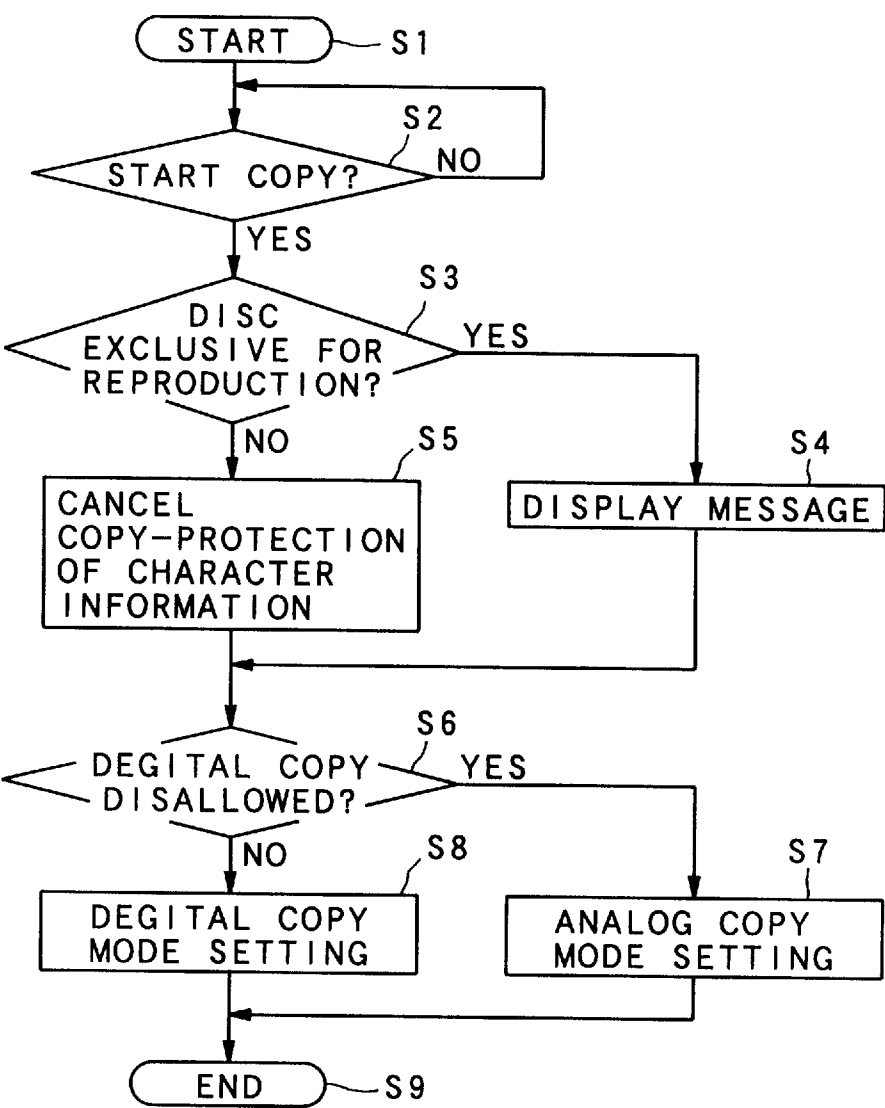 START
S1
S2
START COPY?
NO
YES
S3
DISC
EXCLUSIVE FOR
REPRODUCTION?
YES
NO
S5
S4
CANCEL
COPY-PROTECTION
OF CHARACTER
INFORMATION
DISPLAY MESSAGE
S6
DEGITAL COPY
DISALLOWED?
YES
NO
S8
S7
DEGITAL COPY
MODE SETTING
ANALOG COPY
MODE SETTING
END
S9